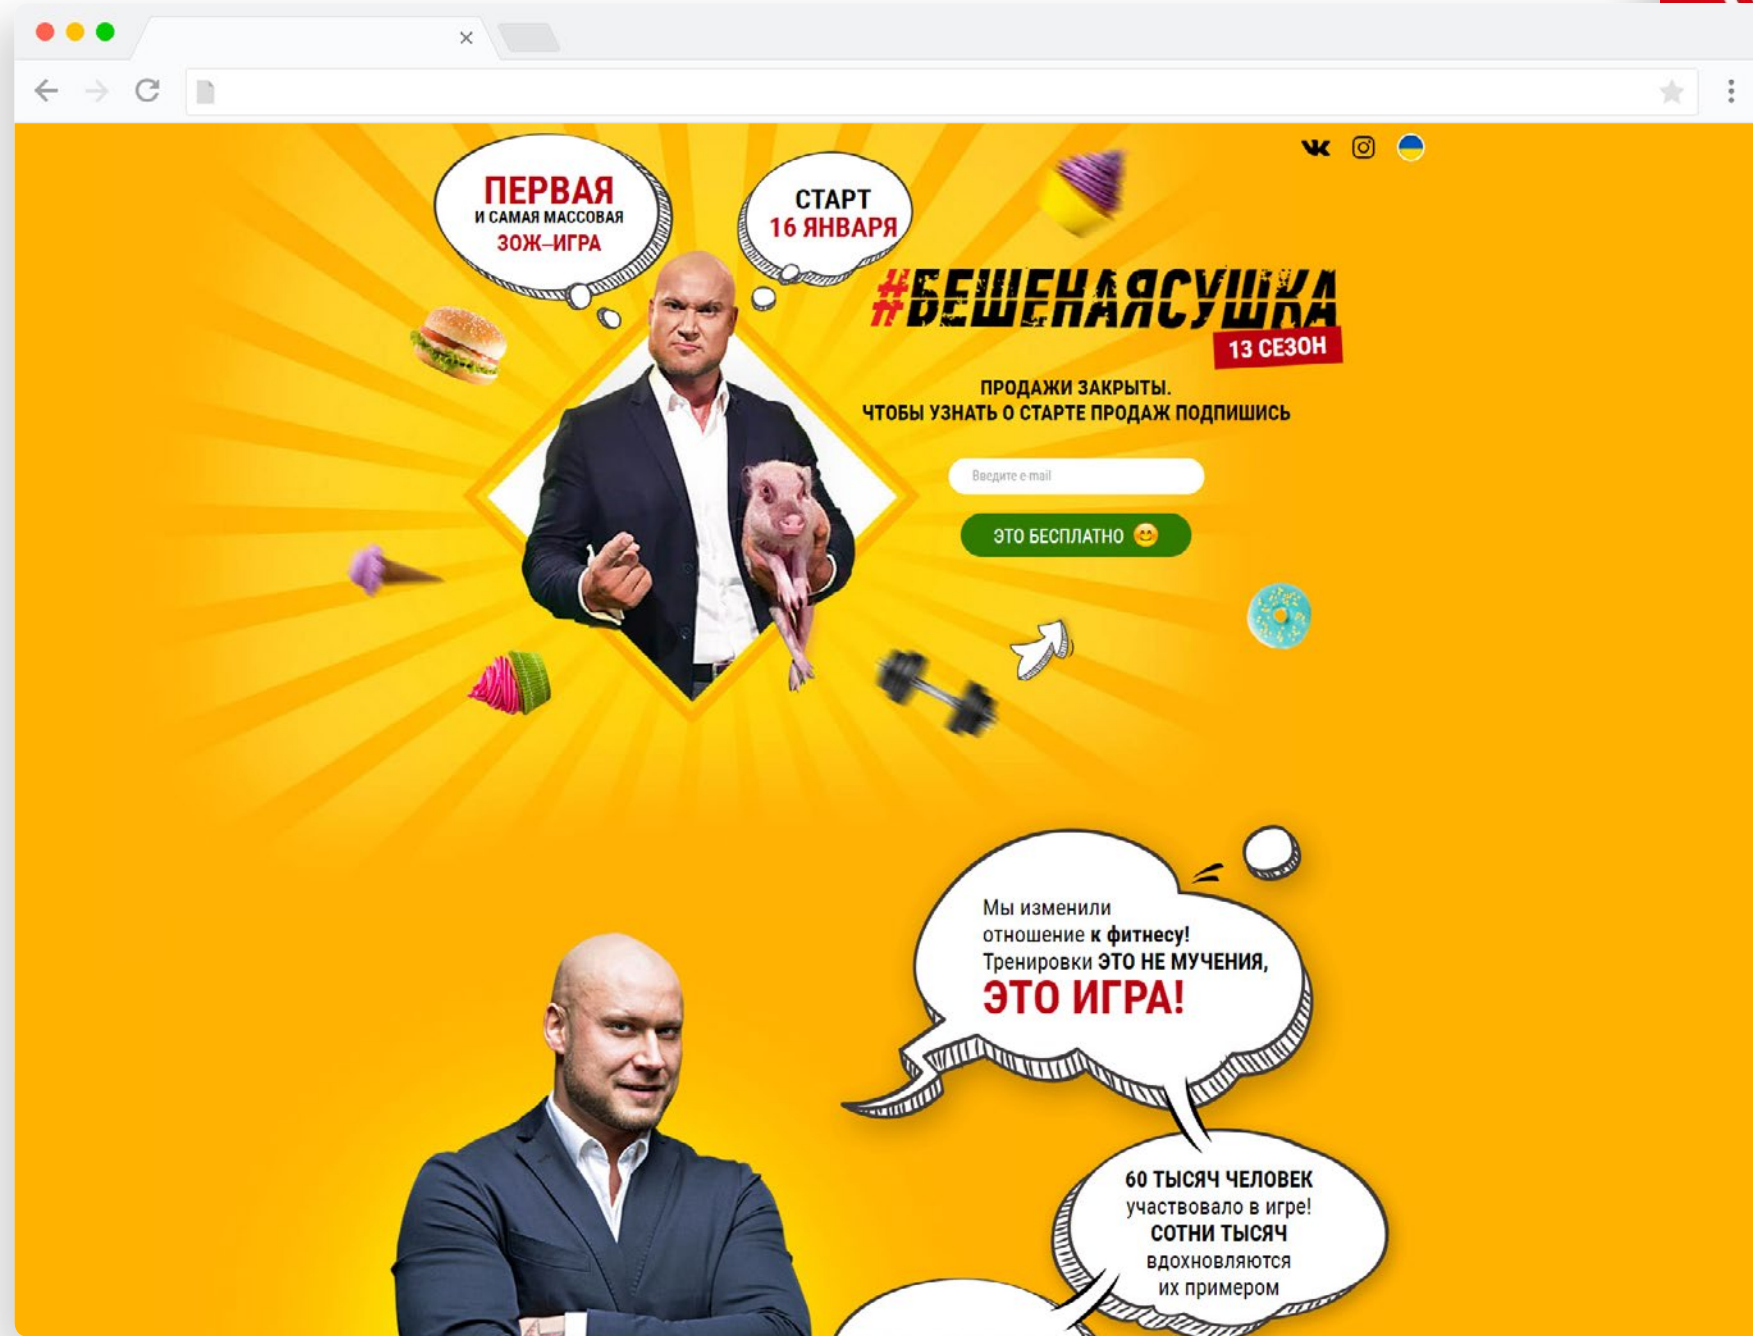 ПЕРВАЯ
И САМАЯ МАССОВАЯ
ЗОЖ–ИГРА
СТАРТ
16 ЯНВАРЯ
#БЕШЕНАЯСУШКА
13 СЕЗОН
ПРОДАЖИ ЗАКРЫТЫ.
ЧТОБЫ УЗНАТЬ О СТАРТЕ ПРОДАЖ ПОДПИШИСЬ
Введите e-mail
ЭТО БЕСПЛАТНО
Мы изменили
отношение к фитнесу!
Тренировки ЭТО НЕ МУЧЕНИЯ,
ЭТО ИГРА!
60 ТЫСЯЧ ЧЕЛОВЕК
участвовало в игре!
СОТНИ ТЫСЯЧ
вдохновляются
их примером